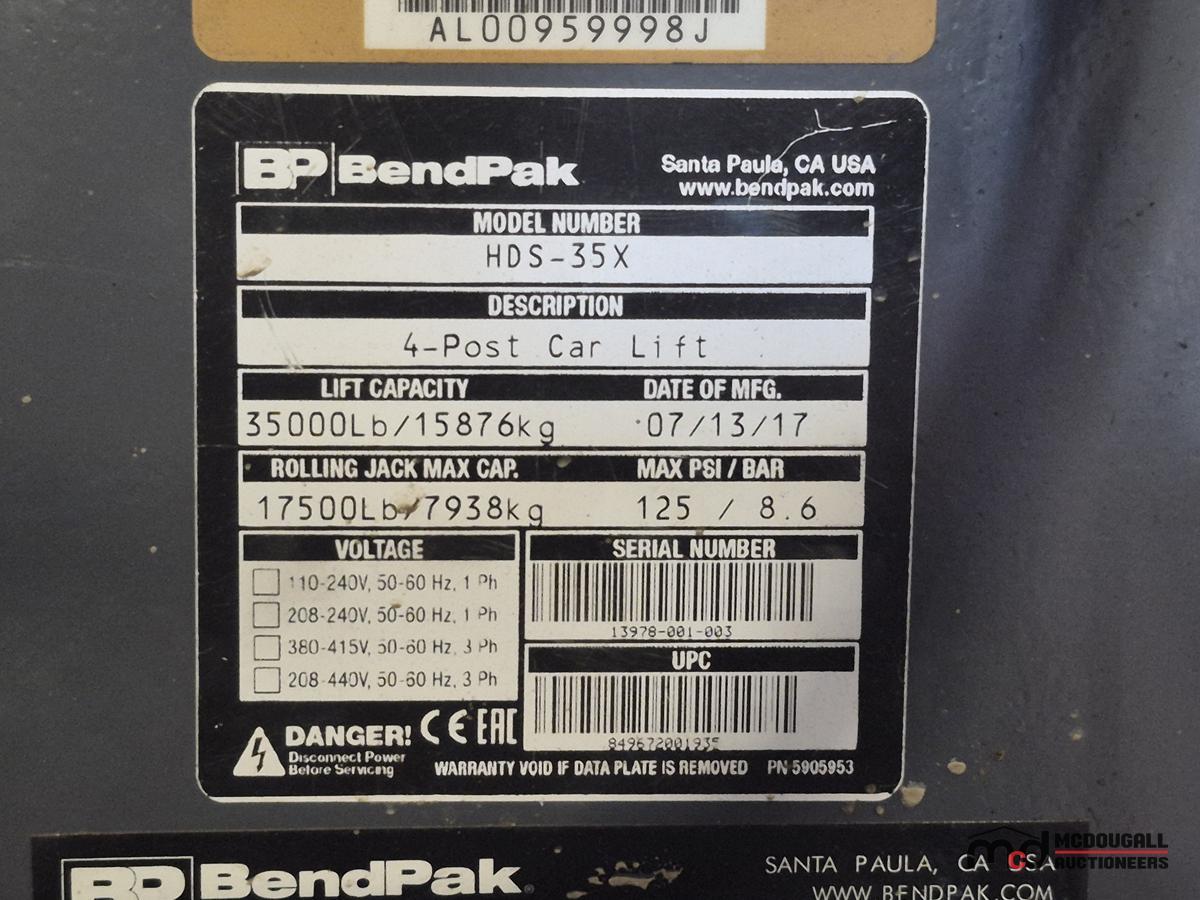 AL00959998J
BP BendPak
Santa Paula, CA USA
www.bendpak.com
MODEL NUMBER
HDS-35X
DESCRIPTION
4-Post Car Lift
LIFT CAPACITY DATE OF MFG.
35000Lb/15876kg 07/13/17
ROLLING JACK MAX CAP. MAX PSI / BAR
17500Lb/7938kg 125 / 8.6
VOLTAGE
110-240V, 50-60 Hz, 1 Ph
208-240V, 50-60 Hz, 1 Ph
380-415V, 50-60 Hz, 3 Ph
208-440V, 50-60 Hz, 3 Ph
SERIAL NUMBER
13978-001-003
UPC
849672001935
DANGER! CE EAC
Disconnect Power
Before Servicing
WARRANTY VOID IF DATA PLATE IS REMOVED PN 5905953
BP BendPak
SANTA PAULA, CA USA
WWW.BENDPAK.COM
mcd MCDOUGALL
AUCTIONEERS